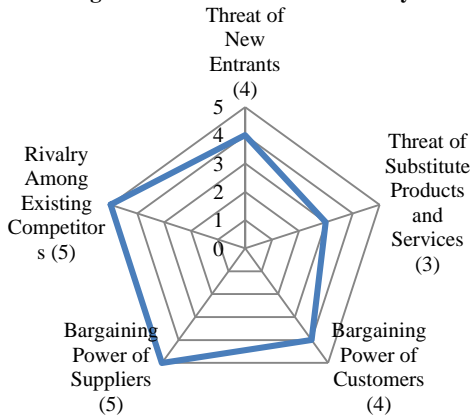 Threat of
New
Entrants
(4)
5
4
3
2
1
0
Threat of
Substitute
Products
and
Services
(3)
Bargaining
Power of
Customers
(4)
Bargaining
Power of
Suppliers
(5)
Rivalry
Among
Existing
Competitor
s (5)